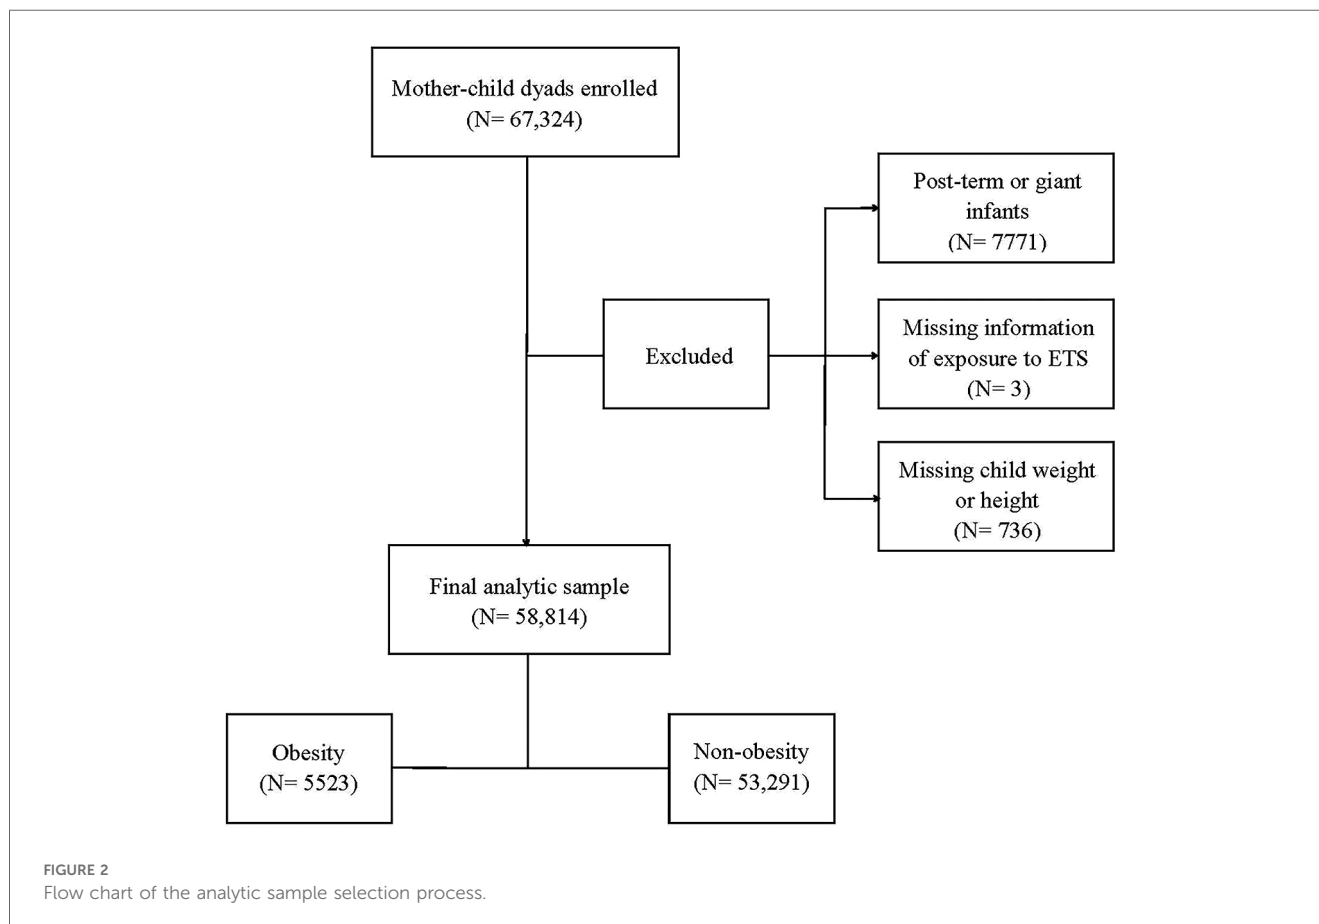 Mother-child dyads enrolled
(N= 67,324)
Post-term or giant
infants
(N= 7771)
Excluded
Missing information
of exposure to ETS
(N= 3)
Missing child weight
or height
(N= 736)
Final analytic sample
(N= 58,814)
Obesity
(N= 5523)
Non-obesity
(N= 53,291)
FIGURE 2
Flow chart of the analytic sample selection process.